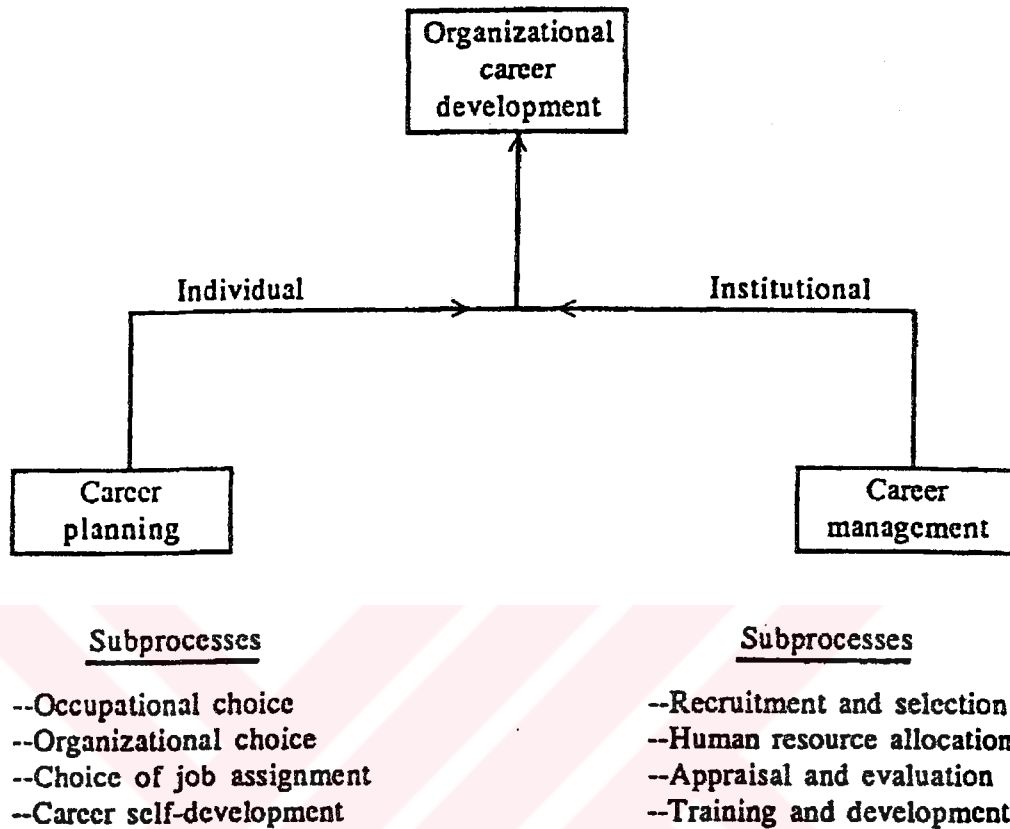 Organizational
career
development
Individual
Institutional
Career
planning
Career
management
Subprocesses
--Occupational choice
--Organizational choice
--Choice of job assignment
--Career self-development
Subprocesses
--Recruitment and selection
--Human resource allocation
--Appraisal and evaluation
--Training and development